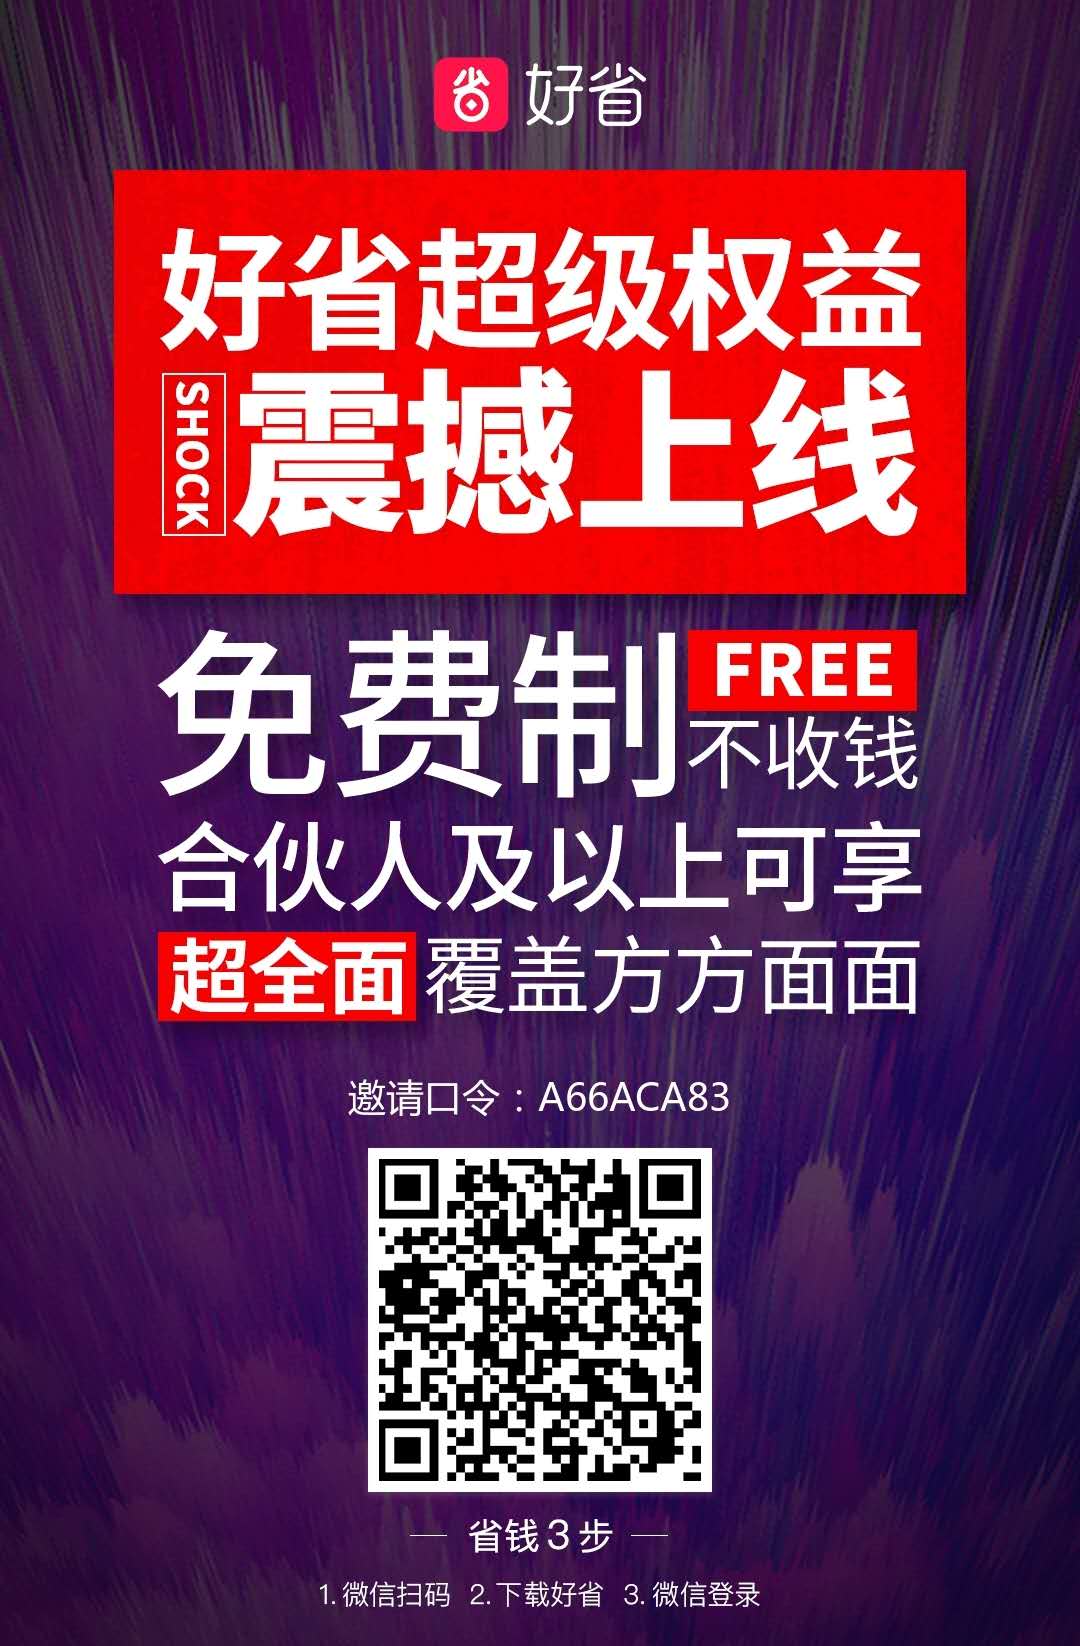 省 好省
好省超级权益
SHOCK
震撼上线
免费制
FREE
不收钱
合伙人及以上可享
超全面 覆盖方方面面
邀请口令：A66ACA83
省钱3步
1. 微信扫码 2. 下载好省 3. 微信登录